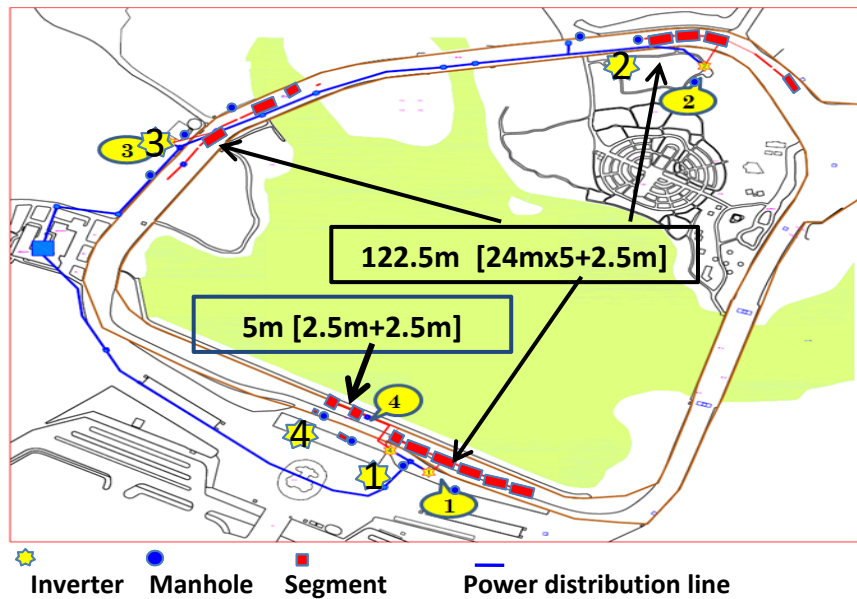 2
2
3
3
122.5m [24mx5+2.5m]
5m [2.5m+2.5m]
4
4
1
1
Inverter Manhole Segment Power distribution line